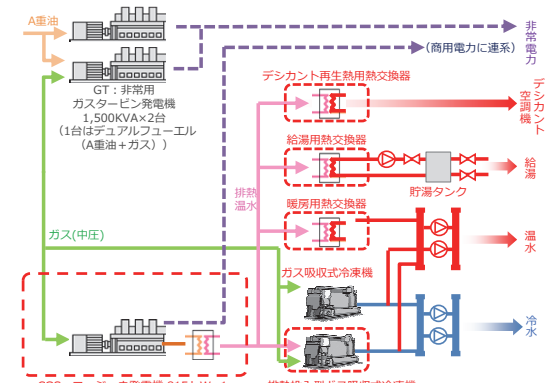 A重油
GT:非常用
ガスタービン発電機
1,500KVA×2台
(1台はデュアルフューエル
(A重油+ガス))
非常電力
(商用電力に連系)
デシカント再生熱用熱交換器
デシカント
空調機
給湯用熱交換器
給湯
貯湯タンク
排熱
温水
暖房用熱交換器
温水
ガス(中圧)
ガス吸収式冷凍機
冷水